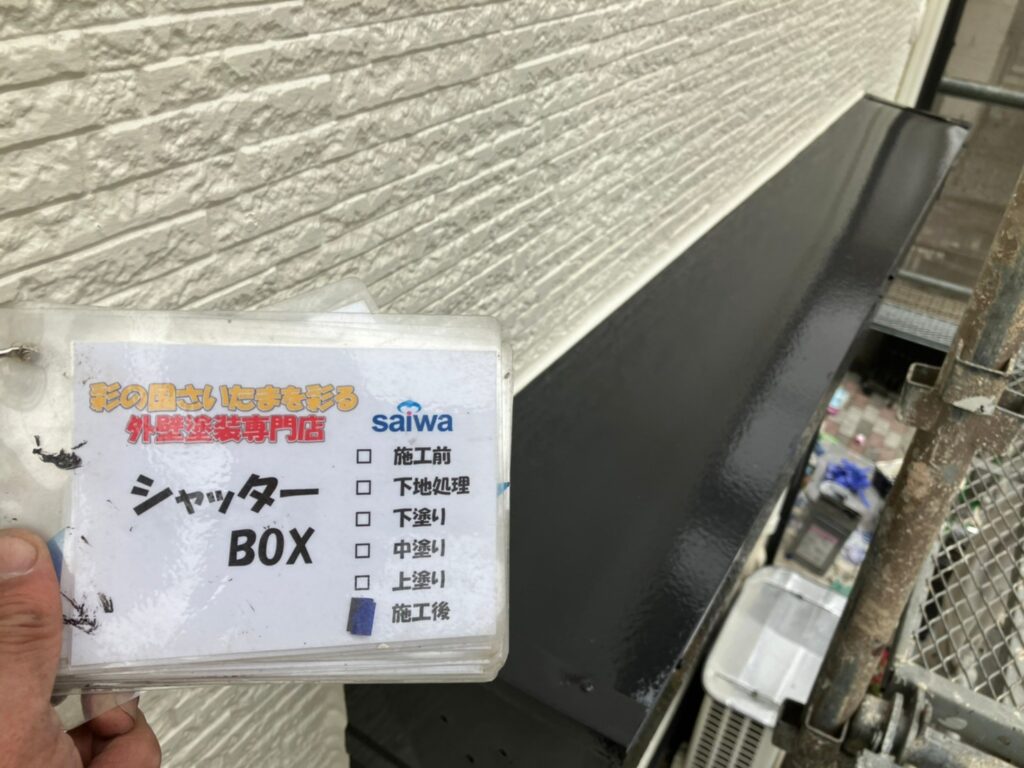 彩の国さいたまを彩る
外壁塗装専門店
saiwa
シャッター
BOX
施工前
下地処理
下塗り
中塗り
上塗り
施工後